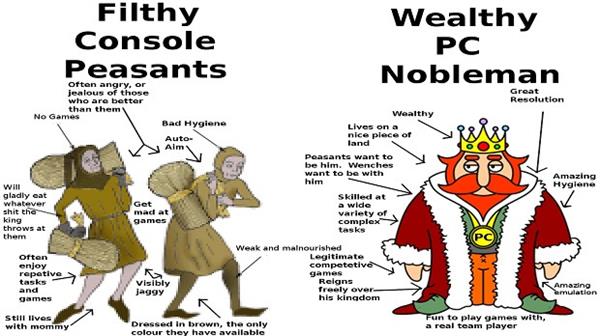 Filthy
Console
Peasants
Often angry, or
jealous of those
who are better
than them
No Games
Bad Hygiene
Auto-
Aim
Will
gladly eat
whatever
shit the
king
throws at
them
Get
mad at
games
Weak and malnourished
Often
enjoy
repetive
tasks
and
games
Visibly
jaggy
Still lives
with mommy
Dressed in brown, the only
colour they have available
Wealthy
PC
Nobleman
Great
Resolution
Wealthy
Lives on a
nice piece of
land
Peasants want to
be him. Wenches
want to be with
him
Amazing
Hygiene
Skilled at
a wide
variety of
complex
tasks
PC
Legitimate
competetive
games
Reigns
freely over
his kingdom
Amazing
emulation
Fun to play games with,
a real team player